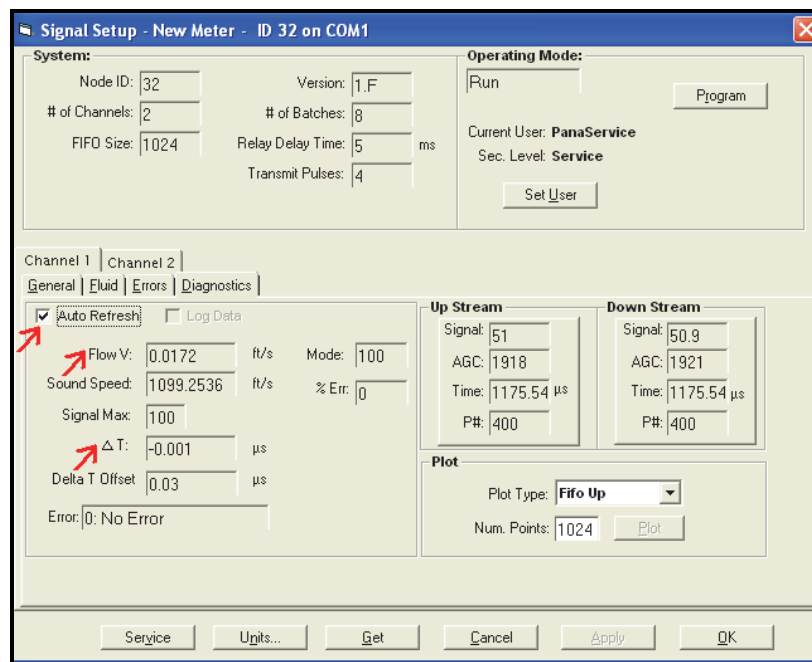 Signal Setup - New Meter - ID 32 on COM1
System:
Node ID: 32
Version: 1.F
# of Channels: 2
# of Batches: 8
FIFO Size: 1024
Relay Delay Time: 5 ms
Transmit Pulses: 4
Operating Mode:
Run
Program
Current User: PanaService
Sec. Level: Service
Set User
Channel 1 Channel 2
General Fluid Errors Diagnostics
Auto Refresh Log Data
Flow V: 0.0172 ft/s Mode: 100
Sound Speed: 1099.2536 ft/s % Err: 0
Signal Max: 100
Δ T: -0.001 µs
Delta T Offset 0.03 µs
Error: 0: No Error
Up Stream
Signal: 51
AGC: 1918
Time: 1175.54 µs
P#: 400
Down Stream
Signal: 50.9
AGC: 1921
Time: 1175.54 µs
P#: 400
Plot
Plot Type: Fifo Up
Num. Points: 1024 Plot
Service Units... Get Cancel Apply OK